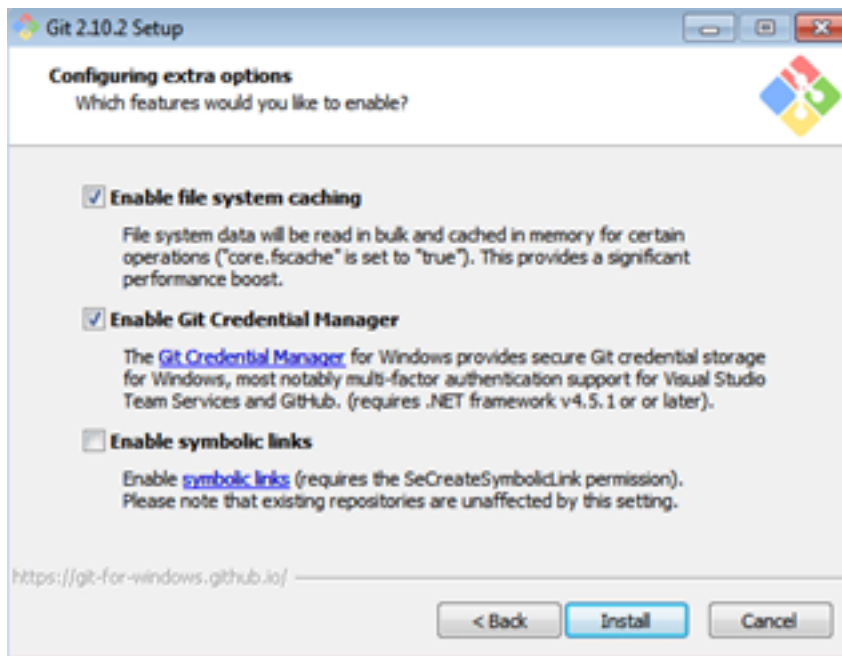 Git 2.10.2 Setup
Configuring extra options
Which features would you like to enable?
Enable file system caching
File system data will be read in bulk and cached in memory for certain
operations ("core.fscache" is set to "true"). This provides a significant
performance boost.
Enable Git Credential Manager
The Git Credential Manager for Windows provides secure Git credential storage
for Windows, most notably multi-factor authentication support for Visual Studio
Team Services and GitHub. (requires .NET framework v4.5.1 or or later).
Enable symbolic links
Enable symbolic links (requires the SeCreateSymbolicLink permission).
Please note that existing repositories are unaffected by this setting.
https://git-for-windows.github.io/
< Back Install Cancel